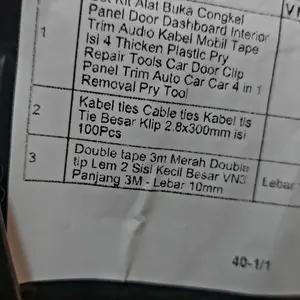 Kit Alat Buka Congkel
Panel Door Dashboard Interior
1 Trim Audio Kabel Mobil Tape
Isi 4 Thicken Plastic Pry
Repair Tools Car Door Clip
Panel Trim Auto Car Car 4 in 1
Removal Pry Tool
2 Kabel ties Cable ties Kabel tis
Tie Besar Klip 2.8x300mm isi
100Pcs
3 Double tape 3m Merah Double
tip Lem 2 Sisi Kecil Besar VN3
Panjang 3M - Lebar 10mm
Lebar
40-1/1